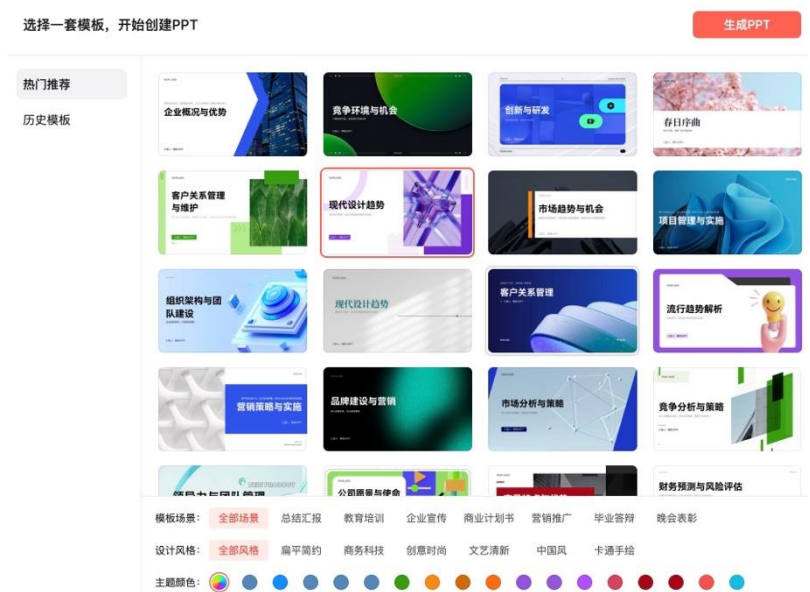 选择一套模板，开始创建PPT
生成PPT
热门推荐
历史模板
企业概况与优势
竞争环境与机会
创新与研发
春日序曲
客户关系管理
与维护
现代设计趋势
市场趋势与机会
项目管理与实施
组织架构与团
队建设
现代设计趋势
客户关系管理
流行趋势解析
营销策略与实施
品牌建设与营销
市场分析与策略
竞争分析与策略
NEW PRODUCT
领导力与团队管理
公司愿景与使命
财务预测与风险评估
模板场景： 全部场景 总结汇报 教育培训 企业宣传 商业计划书 营销推广 毕业答辩 晚会表彰
设计风格： 全部风格 扁平简约 商务科技 创意时尚 文艺清新 中国风 卡通手绘
主题颜色：